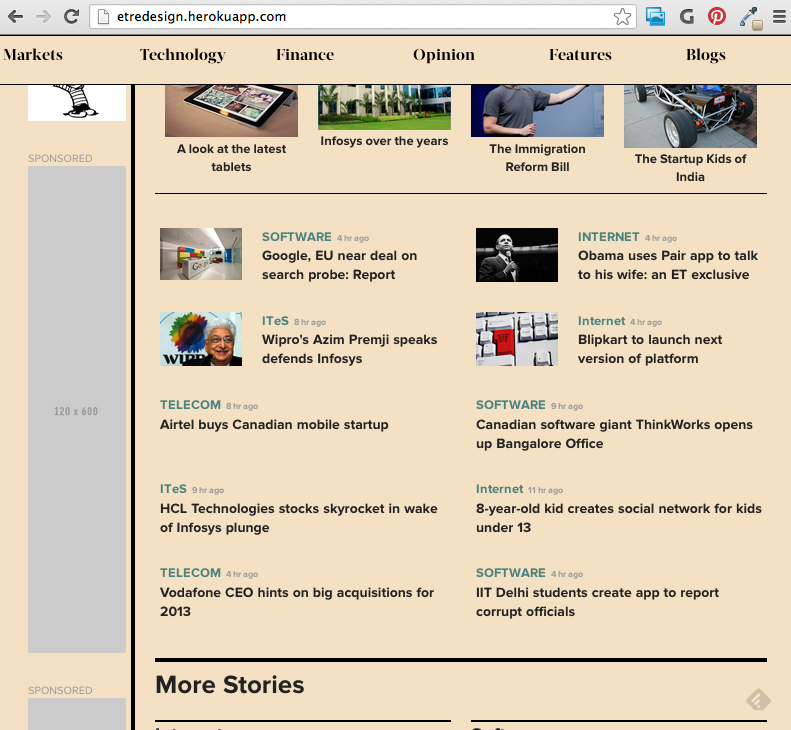 etredesign.herokuapp.com
Markets Technology Finance Opinion Features Blogs
A look at the latest
tablets
Infosys over the years
The Immigration
Reform Bill
The Startup Kids of
India
SPONSORED
120 x 600
SOFTWARE 4 hr ago
Google, EU near deal on
search probe: Report
Google
INTERNET 4 hr ago
Obama uses Pair app to talk
to his wife: an ET exclusive
ITeS 8 hr ago
Wipro's Azim Premji speaks
defends Infosys
WIPRO
Internet 4 hr ago
Blipkart to launch next
version of platform
TELECOM 8 hr ago
Airtel buys Canadian mobile startup
SOFTWARE 9 hr ago
Canadian software giant ThinkWorks opens
up Bangalore Office
ITeS 9 hr ago
HCL Technologies stocks skyrocket in wake
of Infosys plunge
Internet 11 hr ago
8-year-old kid creates social network for kids
under 13
TELECOM 4 hr ago
Vodafone CEO hints on big acquisitions for
2013
SOFTWARE 4 hr ago
IIT Delhi students create app to report
corrupt officials
SPONSORED
More Stories